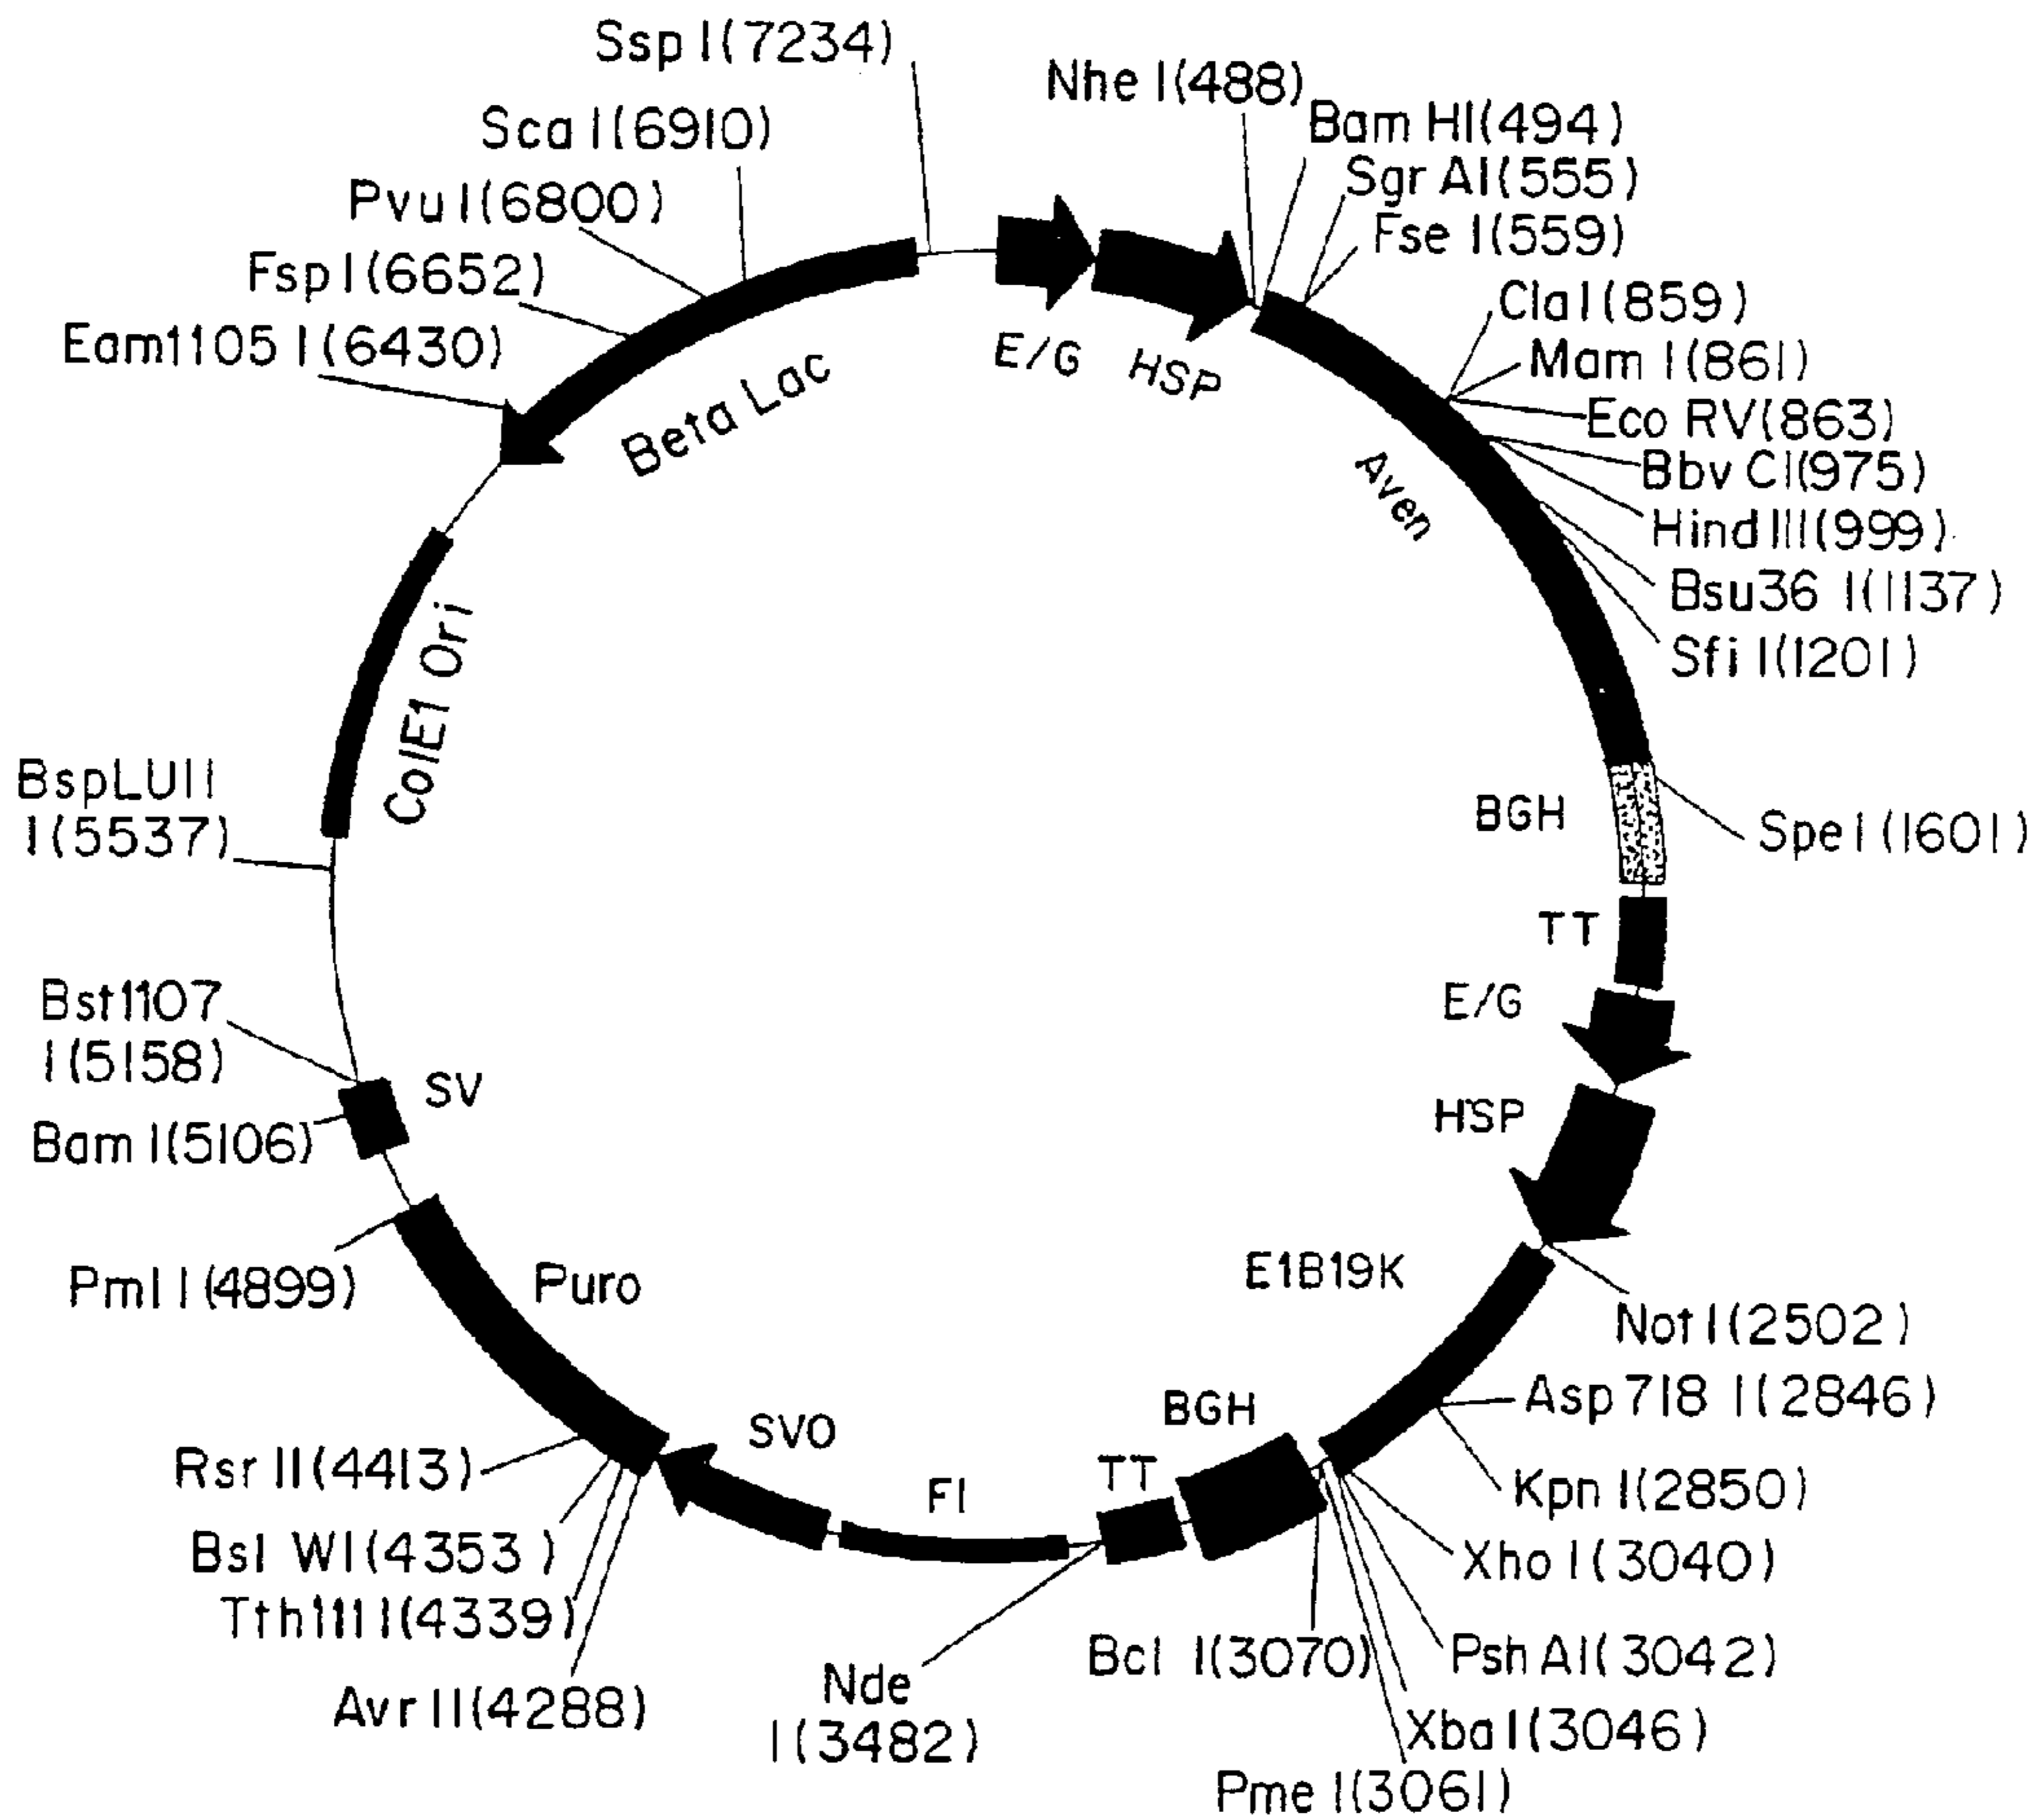 Ssp I(7234)
Nhe I(488)
Bam HI(494)
Sca I(6910)
Sgr AI(555)
Pvu I(6800)
Fse I(559)
Fsp I(6652)
Cla I(859)
Eam1105 I(6430)
Mam I(861)
E/G
HSP
Beta Lac
Eco RV(863)
Bbv CI(975)
Aven
Hind III(999)
Bsu36 I(1137)
Sfi I(1201)
ColE1 Ori
BspLU11
I(5537)
BGH
Spe I(1601)
TT
E/G
Bst1107
I(5158)
SV
HSP
Bam I(5106)
E1B19K
Pml I(4899)
Puro
Not I(2502)
Asp 718 I(2846)
BGH
SVO
TT
Rsr II(4413)
FI
Kpn I(2850)
Bsl WI(4353)
Xho I(3040)
Tth111 I(4339)
Bcl I(3070)
Psh AI(3042)
Avr II(4288)
Nde
I(3482)
Xba I(3046)
Pme I(3061)